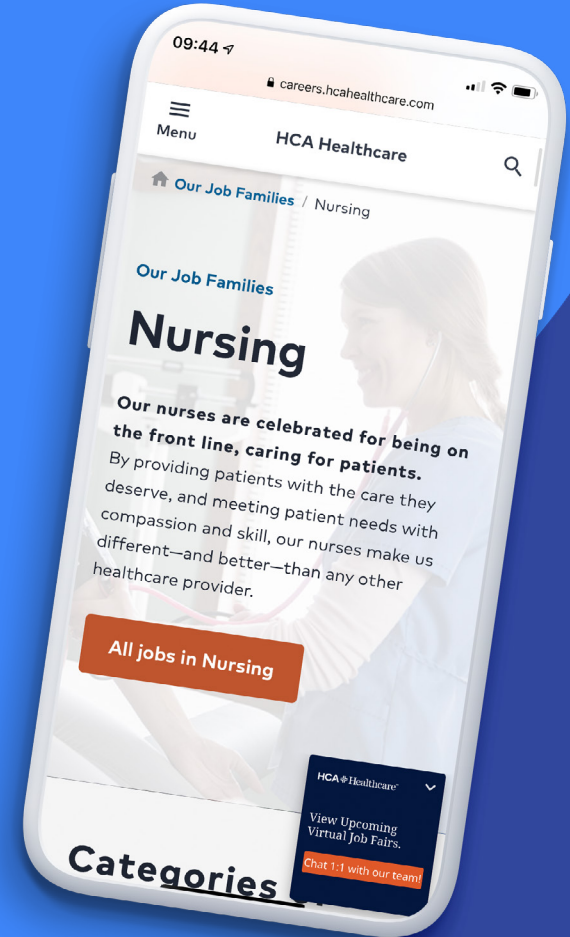 09:44
careers.hcahealthcare.com
Menu
HCA Healthcare
Our Job Families / Nursing
Our Job Families
Nursing
Our nurses are celebrated for being on
the front line, caring for patients.
By providing patients with the care they
deserve, and meeting patient needs with
compassion and skill, our nurses make us
different—and better—than any other
healthcare provider.
All jobs in Nursing
HCA Healthcare
View Upcoming
Virtual Job Fairs.
Chat 1:1 with our team!
Categories